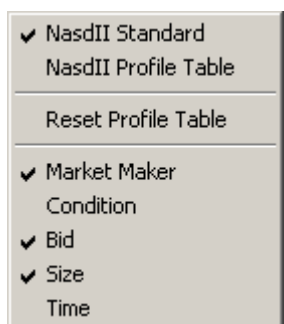 NasdII Standard
NasdII Profile Table
Reset Profile Table
Market Maker
Condition
Bid
Size
Time